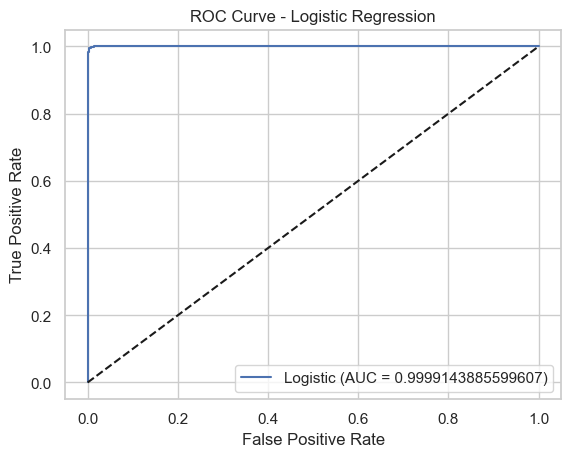 ROC Curve - Logistic Regression
True Positive Rate
1.0
0.8
0.6
0.4
0.2
0.0
Logistic (AUC = 0.9999143885599607)
0.0 0.2 0.4 0.6 0.8 1.0
False Positive Rate